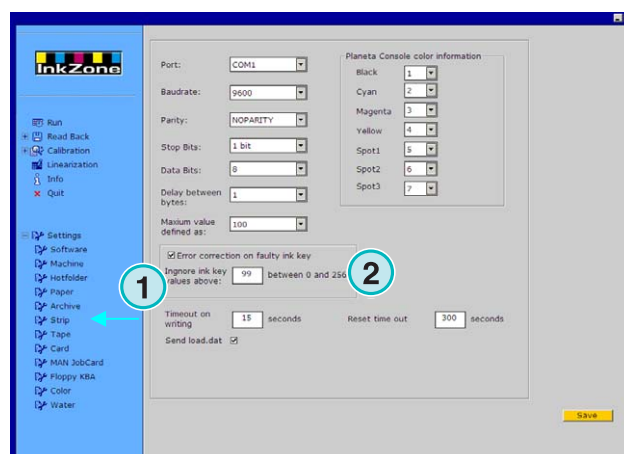 InkZone
Run
Read Back
Calibration
Linearization
Info
Quit
Settings
Software
Machine
Hotfolder
Paper
Archive
Strip
Tape
Card
MAN JobCard
Floppy KBA
Color
Water
1
Port: COM1
Baudrate: 9600
Parity: NOPARITY
Stop Bits: 1 bit
Data Bits: 8
Delay between
bytes: 1
Maxium value
defined as: 100
Planeta Console color information
Black 1
Cyan 2
Magenta 3
Yellow 4
Spot1 5
Spot2 6
Spot3 7
Error correction on faulty ink key
Ingnore ink key
values above: 99 between 0 and 256
2
Timeout on
writing 15 seconds
Reset time out 300 seconds
Send load.dat
Save